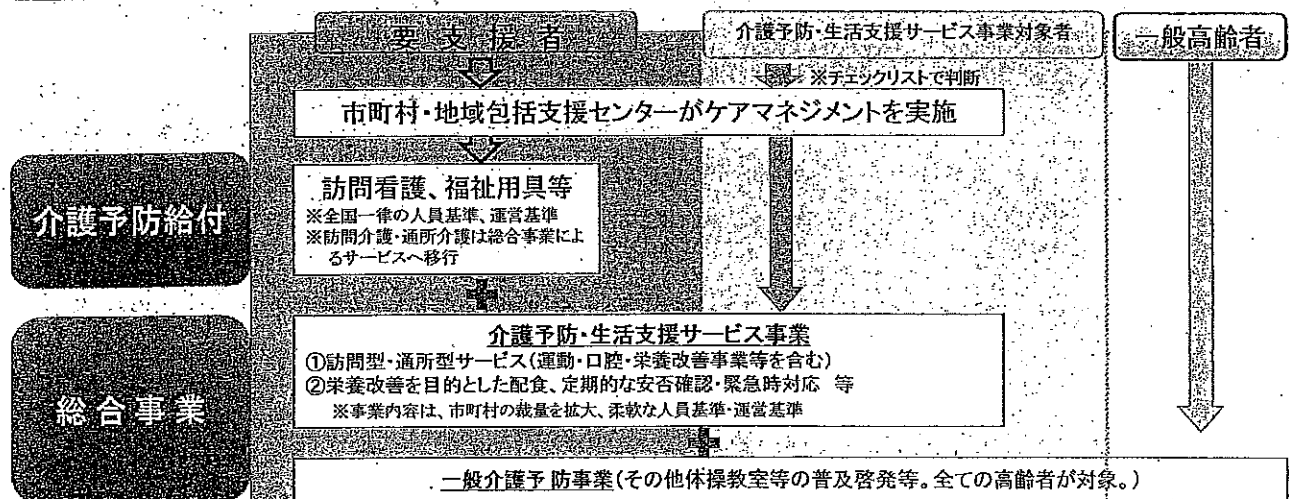 要支援者
介護予防・生活支援サービス事業対象者
一般高齢者
※チェックリストで判断
市町村・地域包括支援センターがケアマネジメントを実施
介護予防給付
訪問看護、福祉用具等
※全国一律の人員基準、運営基準
※訪問介護・通所介護は総合事業によ
るサービスへ移行
総合事業
介護予防・生活支援サービス事業
①訪問型・通所型サービス(運動・口腔・栄養改善事業等を含む)
②栄養改善を目的とした配食、定期的な安否確認・緊急時対応 等
※事業内容は、市町村の裁量を拡大、柔軟な人員基準・運営基準
一般介護予防事業(その他体操教室等の普及啓発等。全ての高齢者が対象。)